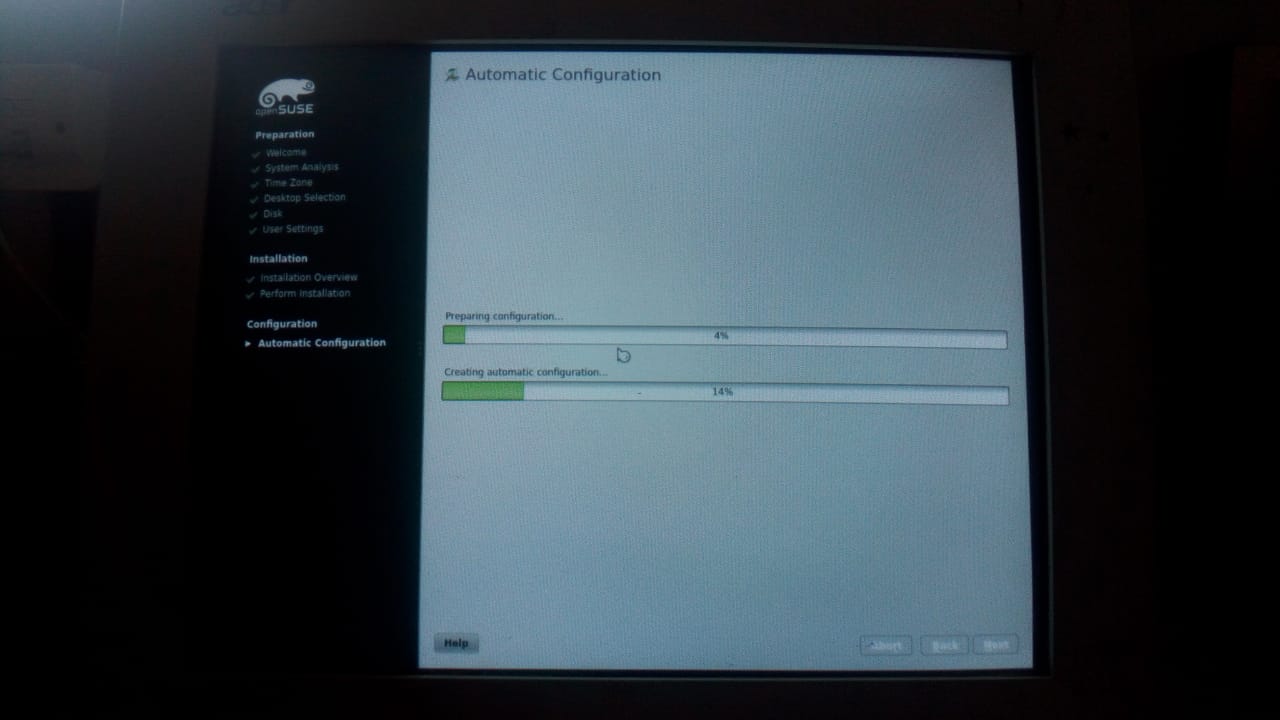 openSUSE
Preparation
Welcome
System Analysis
Time Zone
Desktop Selection
Disk
User Settings
Installation
Installation Overview
Perform Installation
Configuration
Automatic Configuration
Automatic Configuration
Preparing configuration...
4%
Creating automatic configuration...
14%
Help
Abort
Back
Next